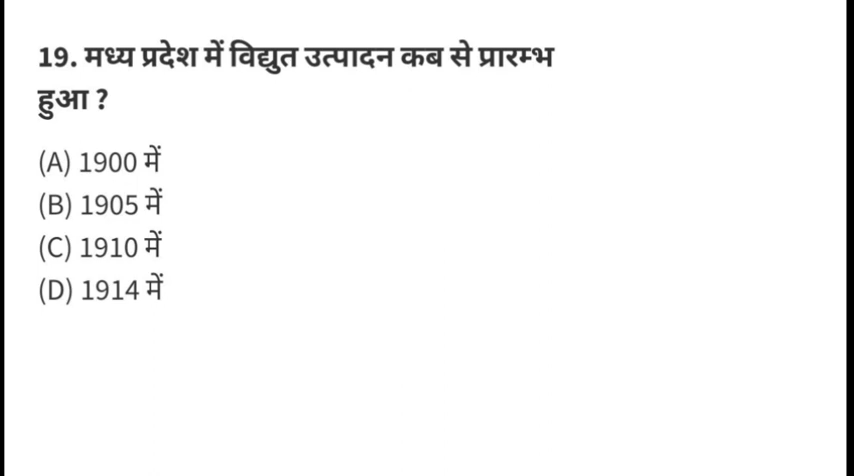 19. मध्य प्रदेश में विद्युत उत्पादन कब से प्रारम्भ
हुआ ?
(A) 1900 में
(B) 1905 में
(C) 1910 में
(D) 1914 में